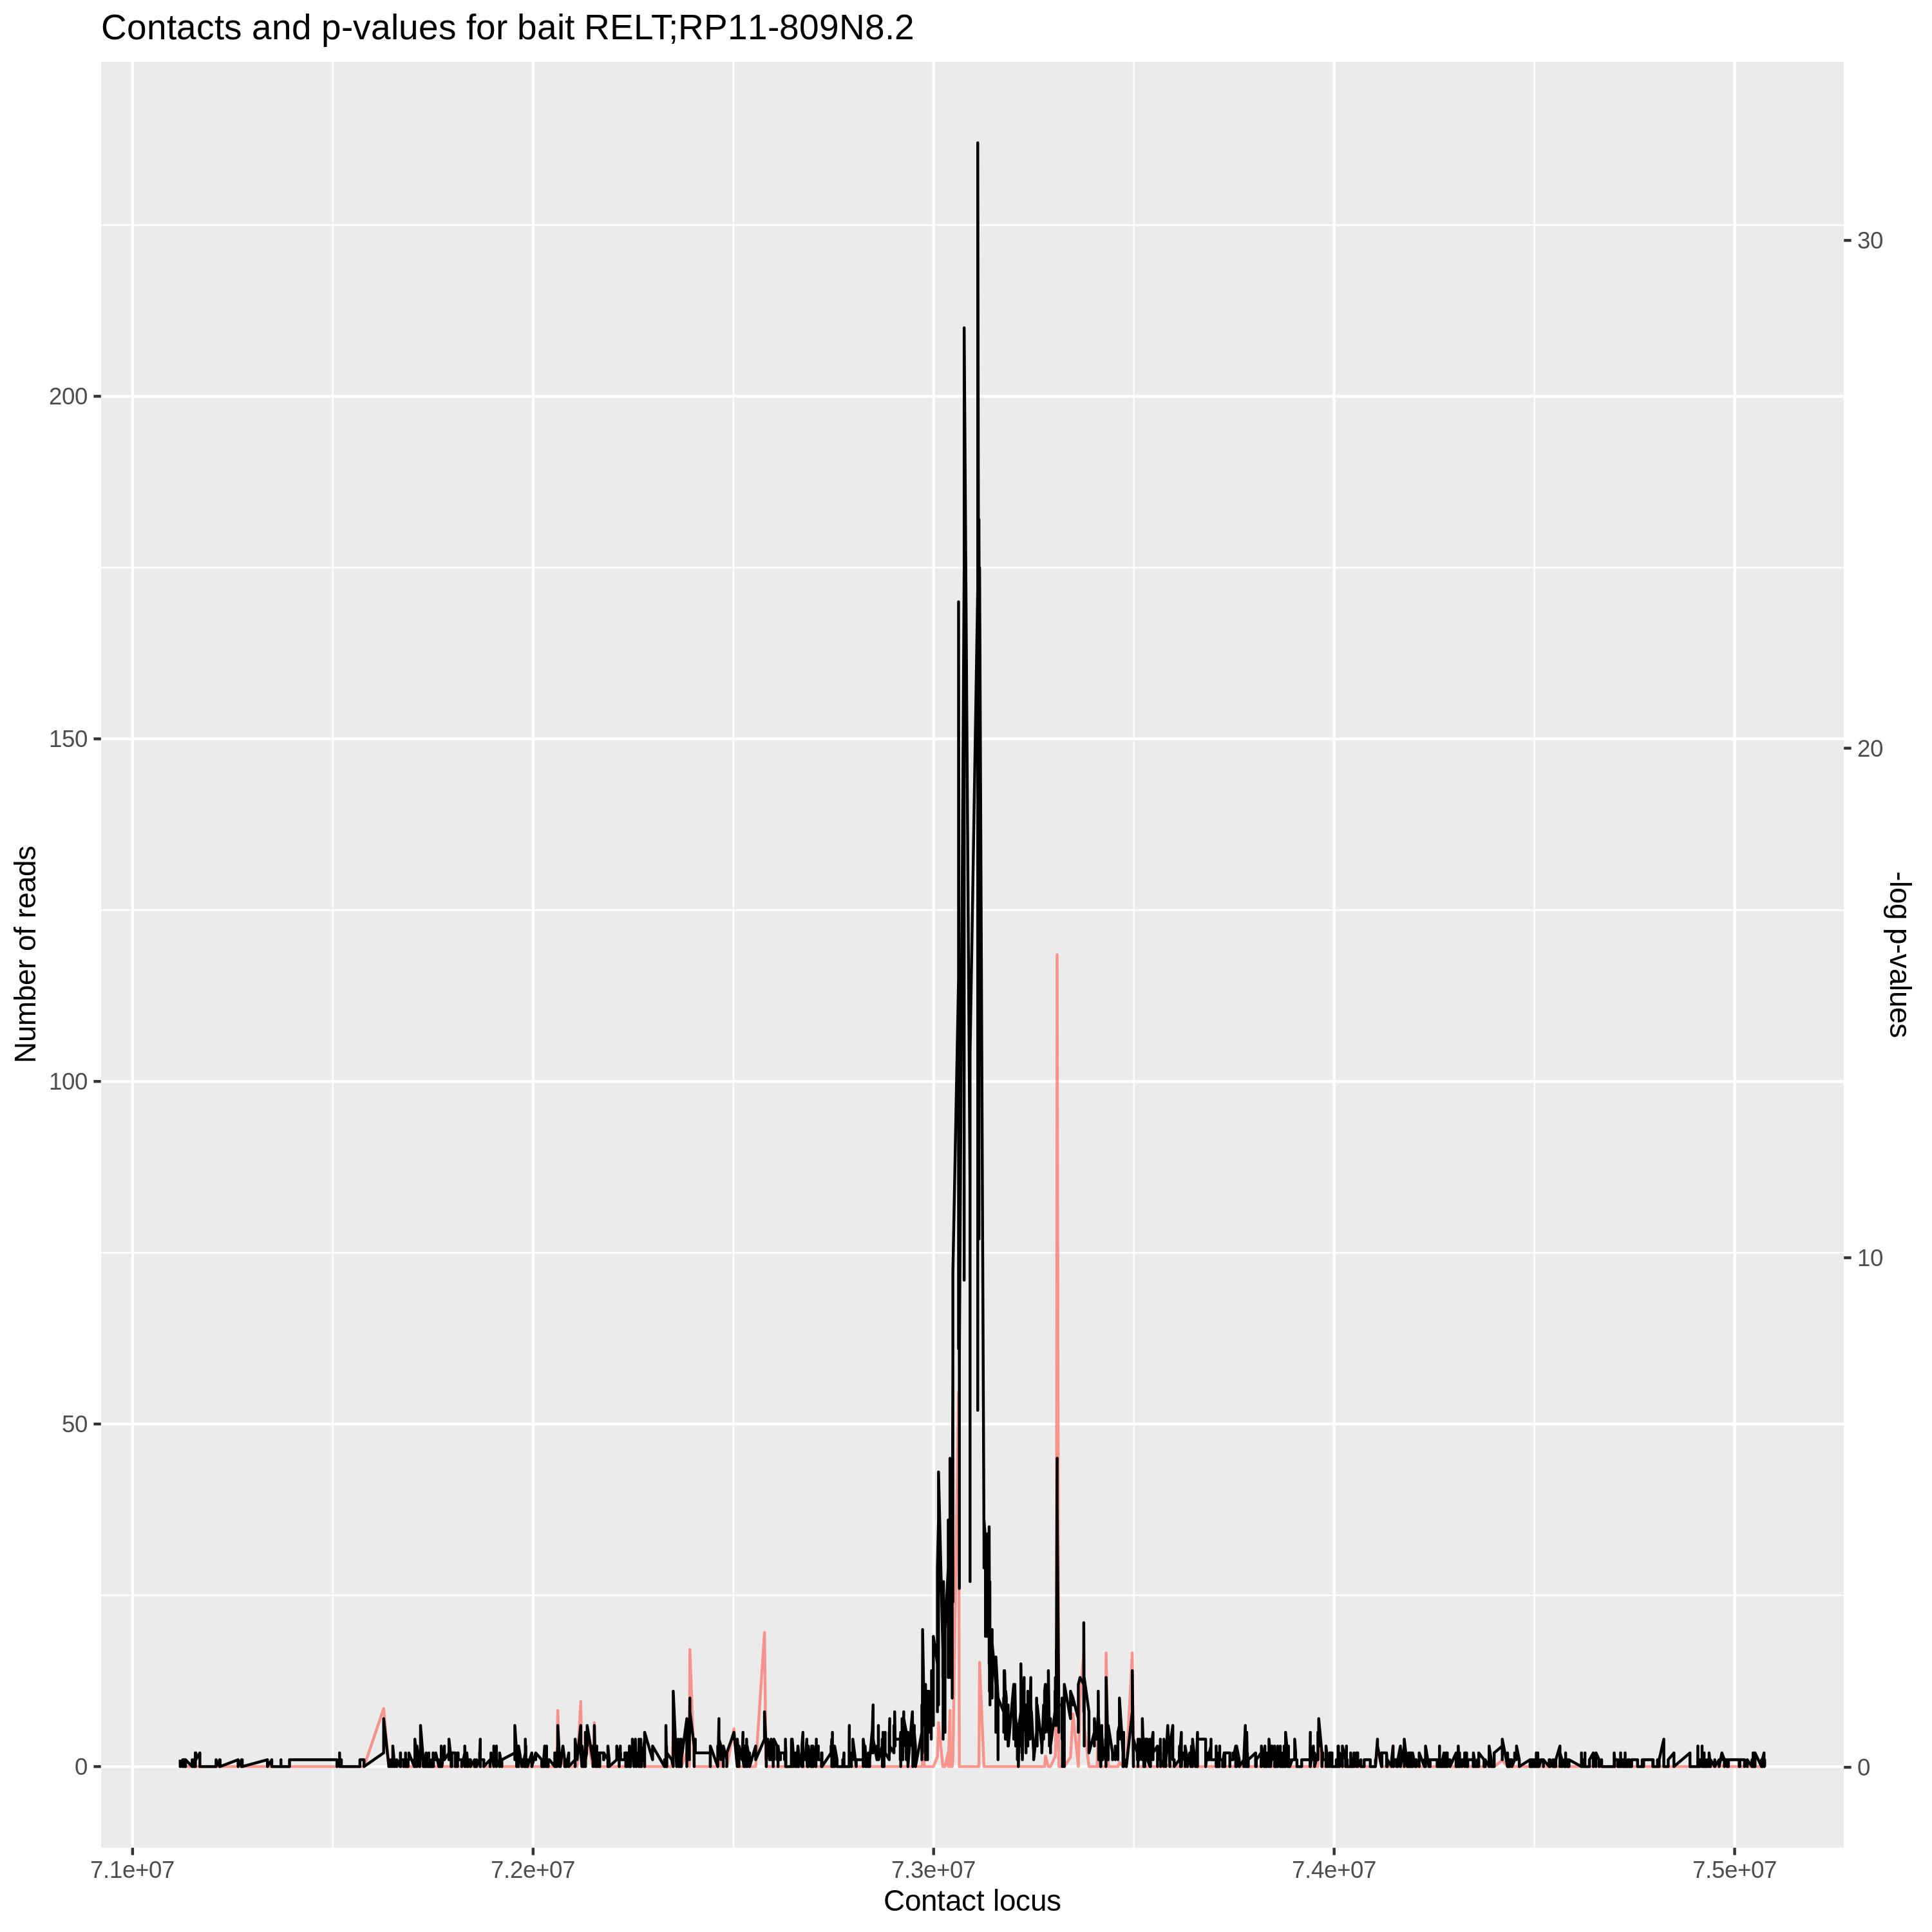 Contacts and p-values for bait RELT;RP11-809N8.2
Number of reads
200
150
100
50
0
30
20
10
0
-log p-values
7.1e+07 7.2e+07 7.3e+07 7.4e+07 7.5e+07
Contact locus